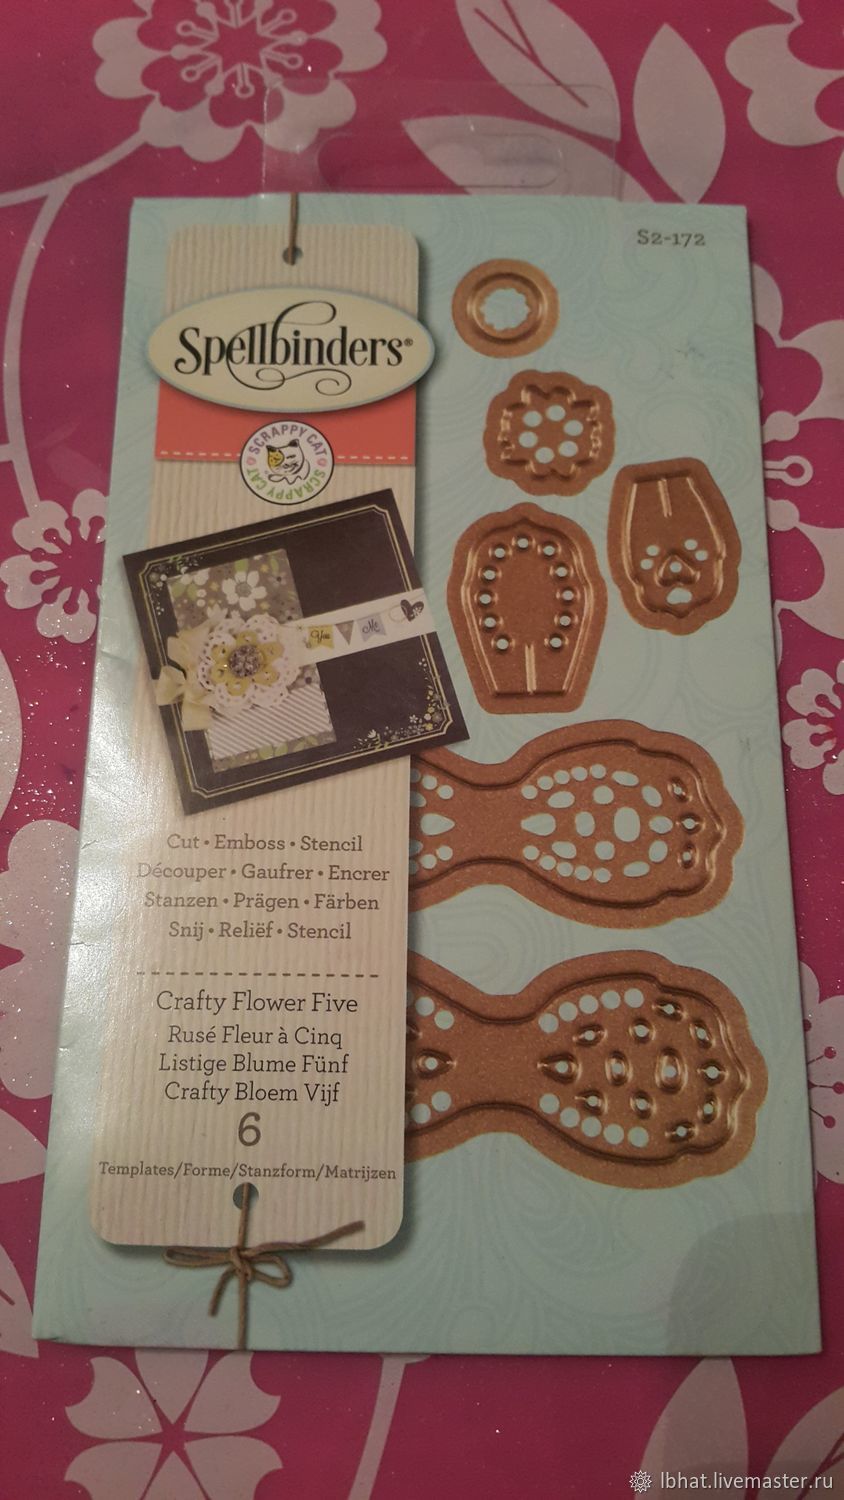 S2-172
Spellbinders®
SCRAPPY CAT
SCRAPPY CAT
You
Me
Cut • Emboss • Stencil
Découper • Gaufrer • Encrer
Stanzen • Prägen • Färben
Snij • Reliëf • Stencil
Crafty Flower Five
Rusé Fleur à Cinq
Listige Blume Fünf
Crafty Bloem Vijf
6
Templates/Forme/Stanzform/Matrijzen
lbhat.livemaster.ru